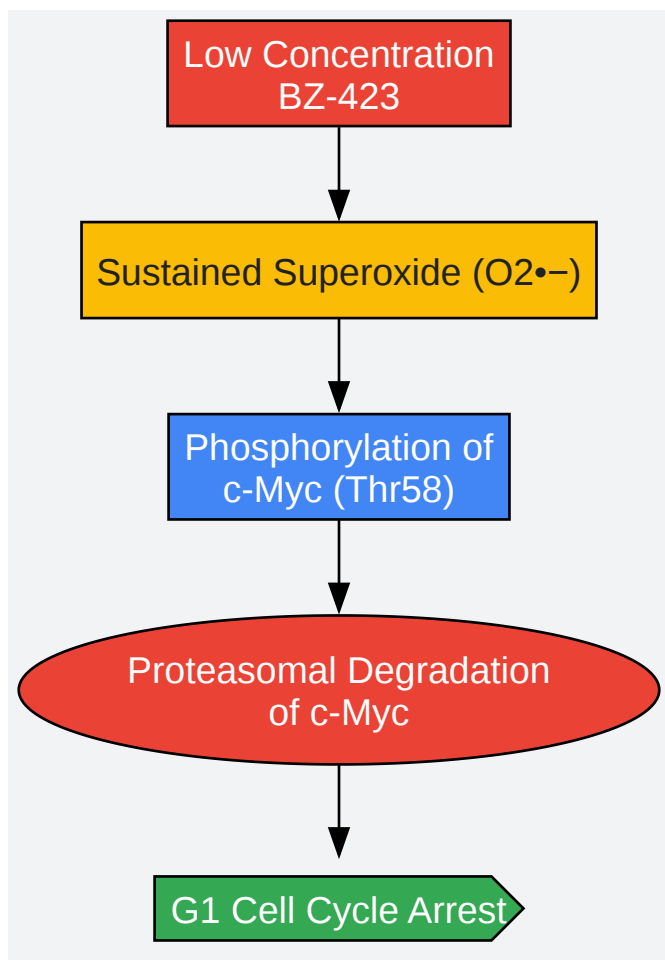 Low Concentration
BZ-423
Sustained Superoxide (O2•−)
Phosphorylation of
c-Myc (Thr58)
Proteasomal Degradation
of c-Myc
G1 Cell Cycle Arrest